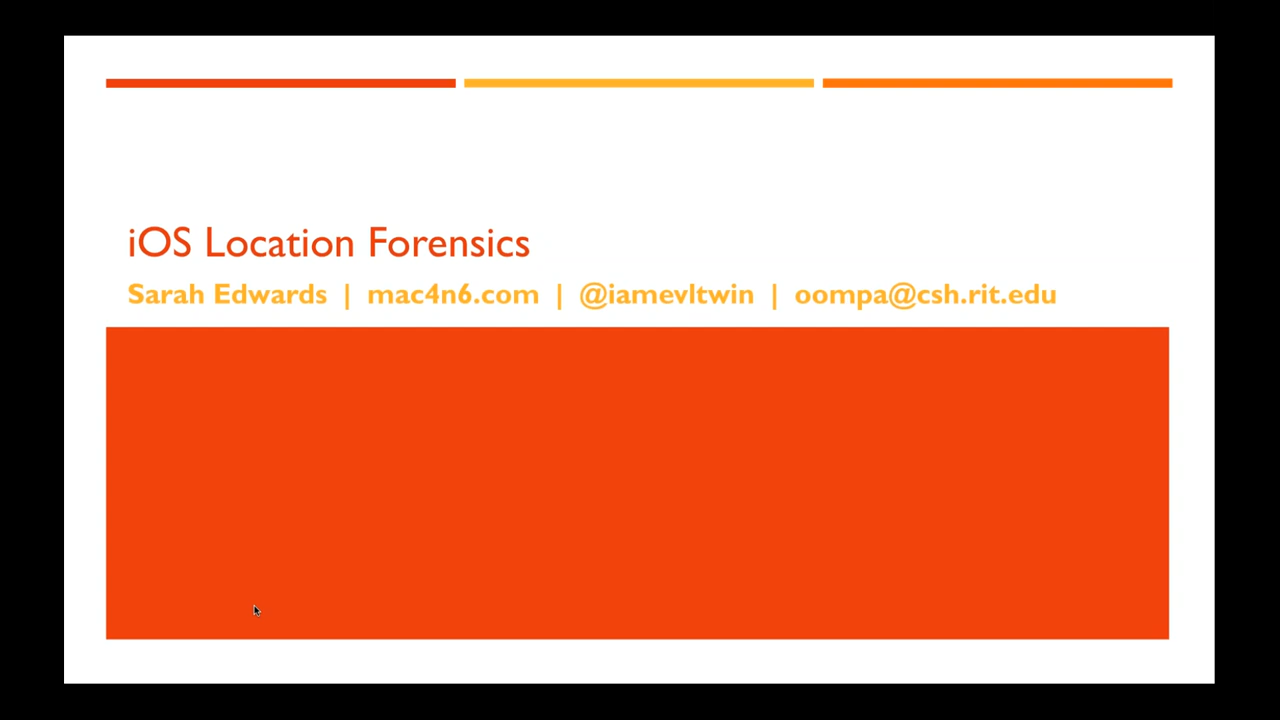 iOS Location Forensics
Sarah Edwards | mac4n6.com | @iamevltwin | oompa@csh.rit.edu